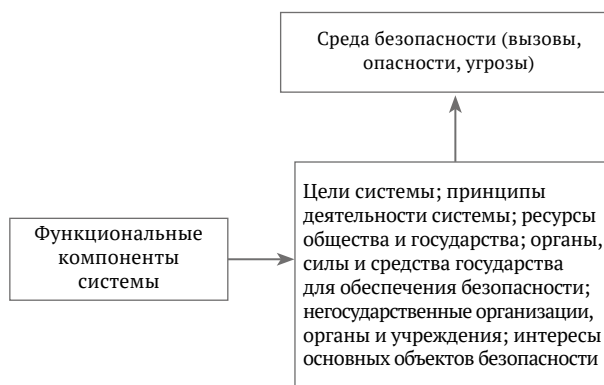 Среда безопасности (вызовы,
опасности, угрозы)
Функциональные
компоненты
системы
Цели системы; принципы
деятельности системы; ресурсы
общества и государства; органы,
силы и средства государства
для обеспечения безопасности;
негосударственные организации,
органы и учреждения; интересы
основных объектов безопасности